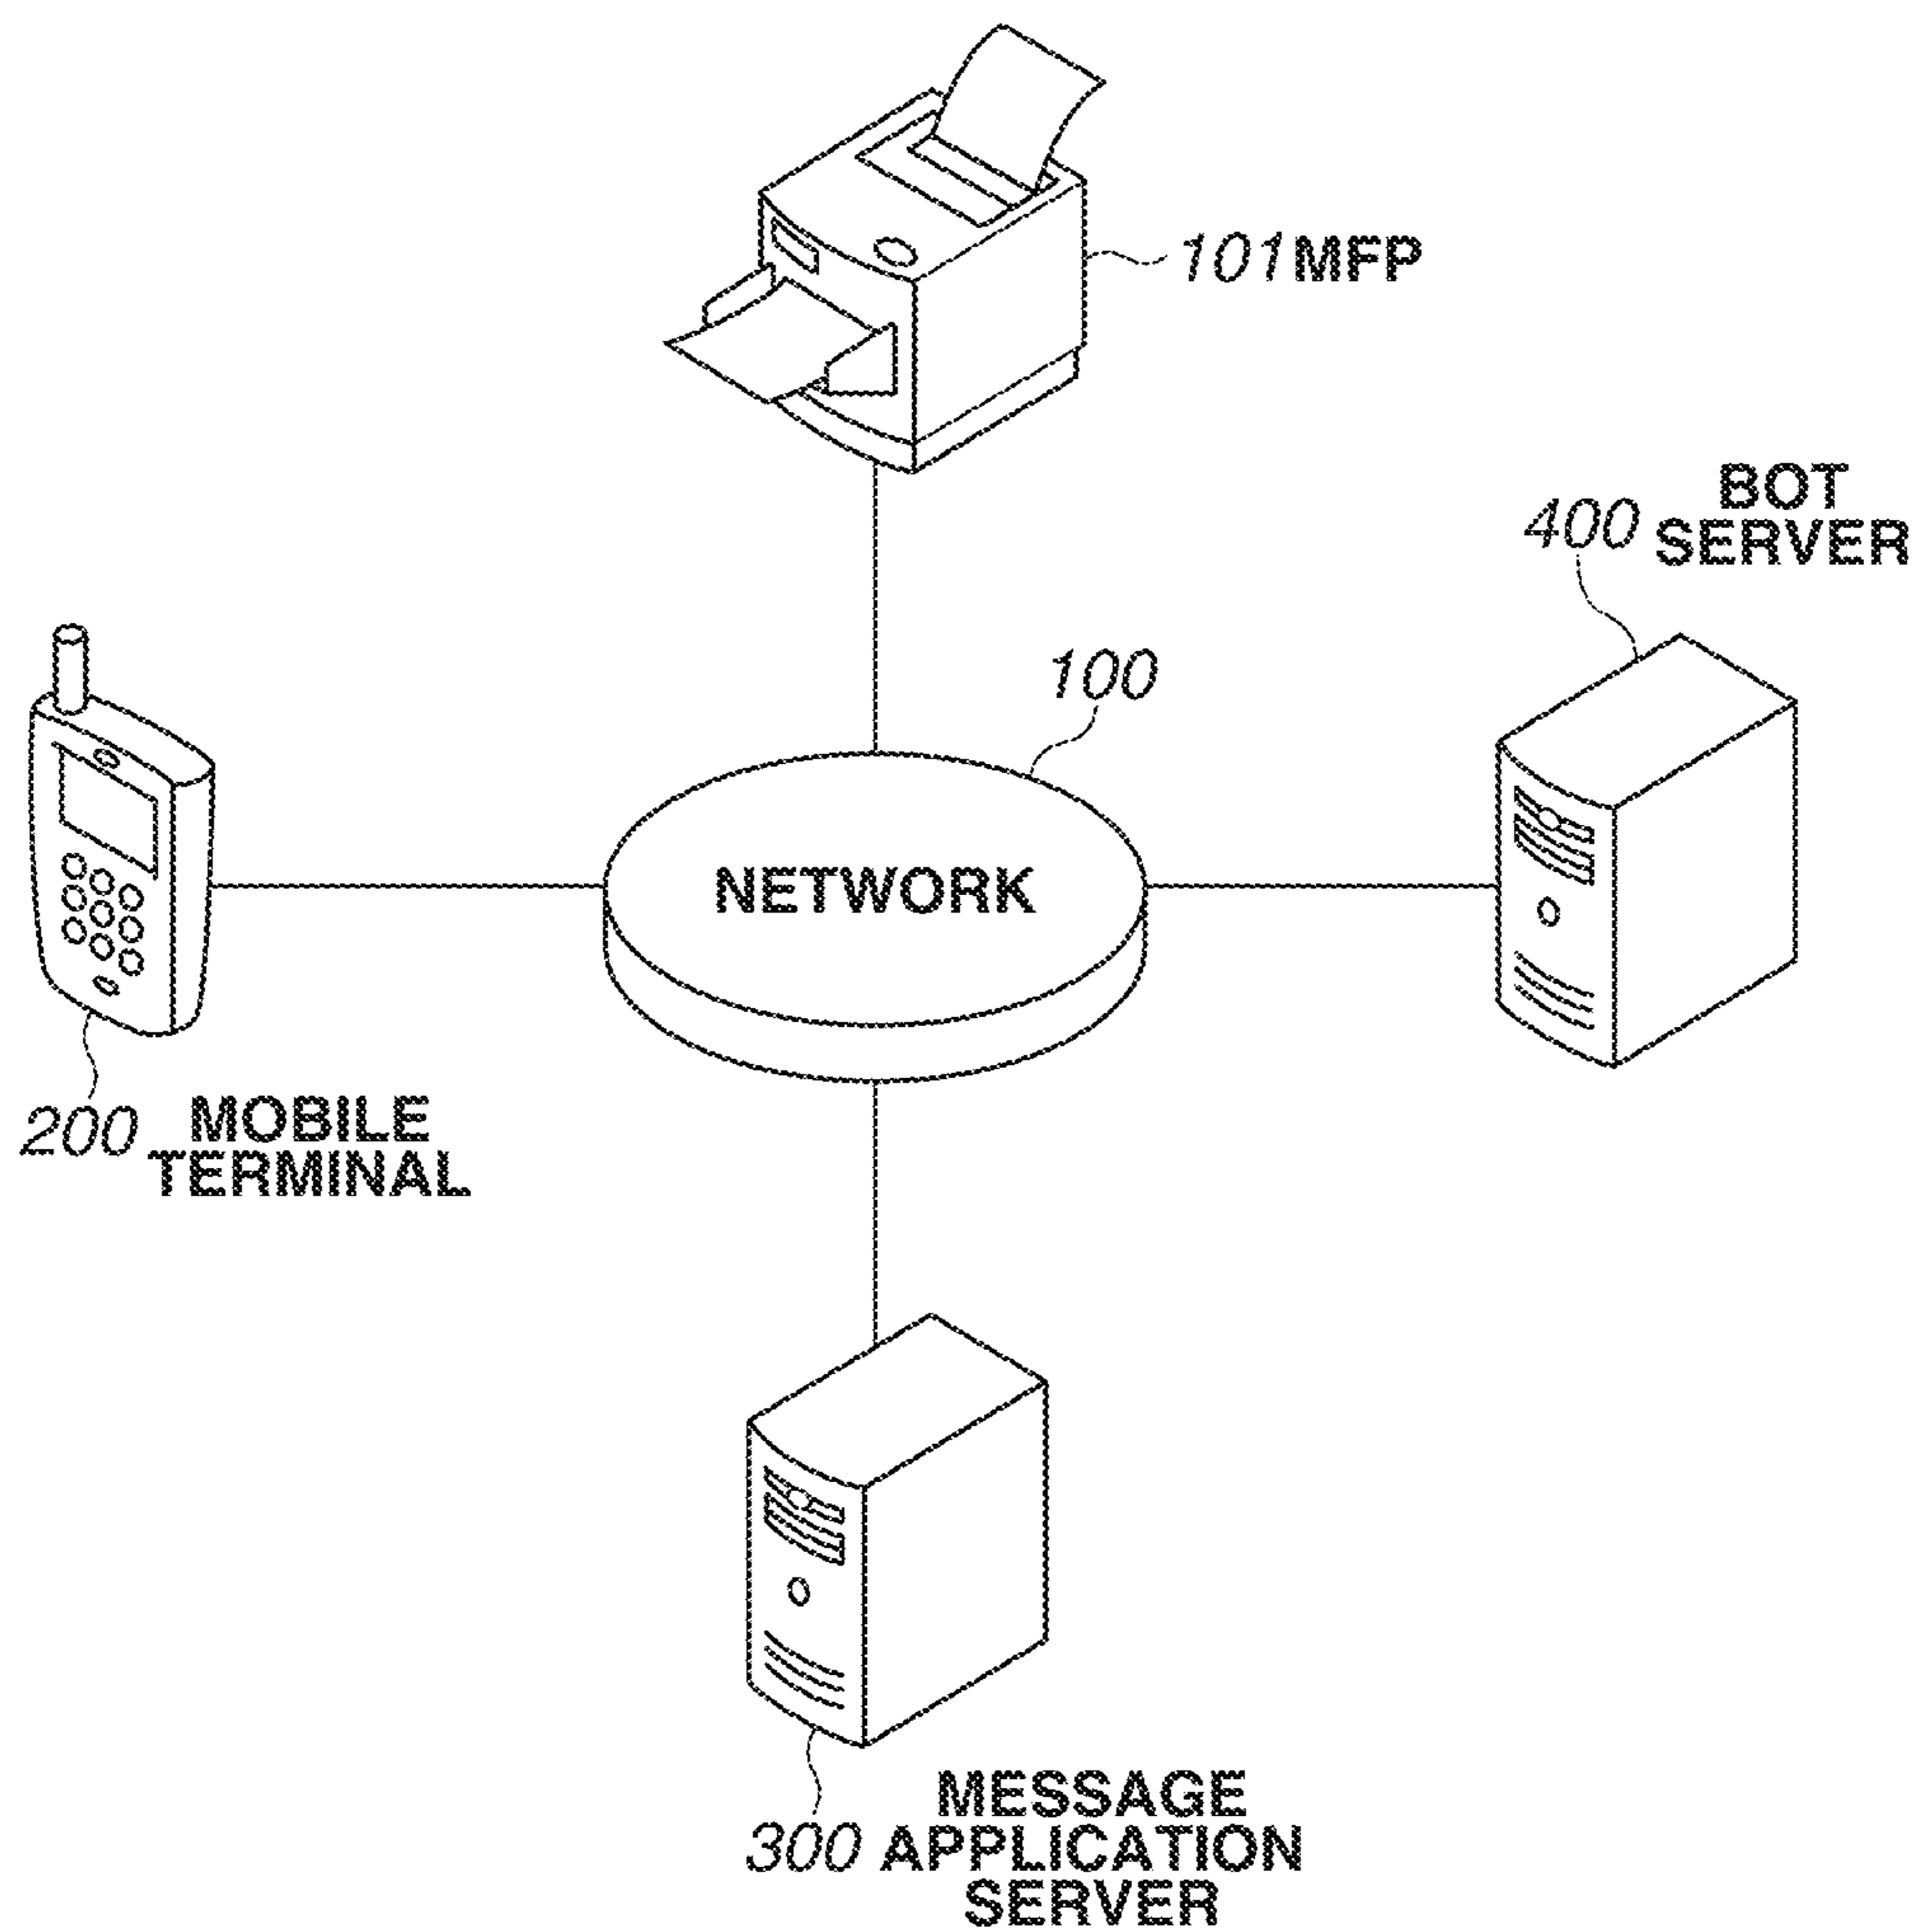 101 MFP
BOT
400 SERVER
100
NETWORK
200 MOBILE
TERMINAL
MESSAGE
300 APPLICATION
SERVER